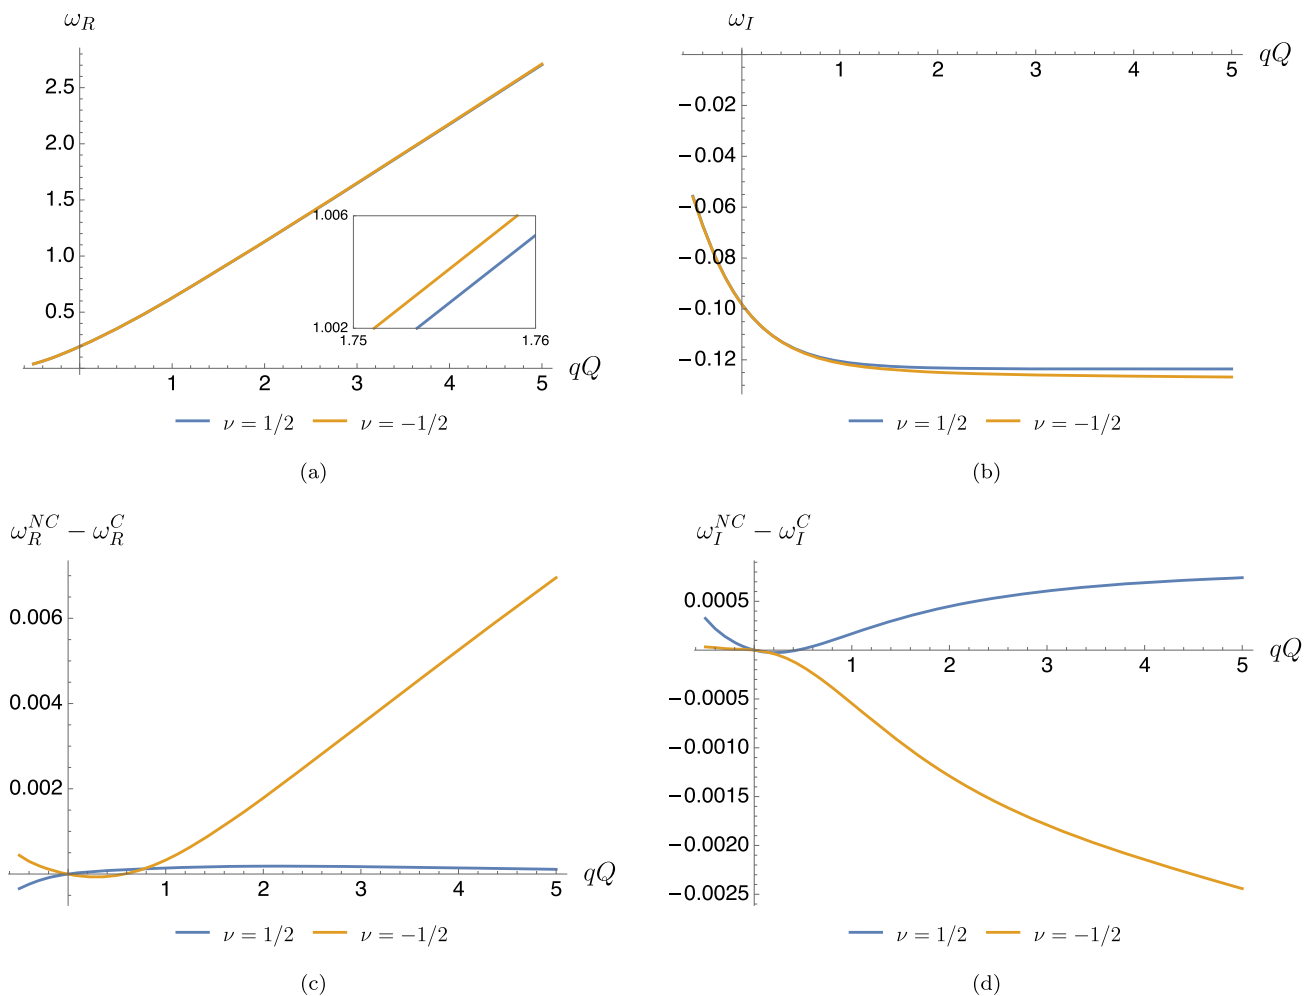 ω_R
2.5
2.0
1.5
1.0
0.5
1 2 3 4 5 qQ
1.006
1.002
1.75 1.76
ν = 1/2 ν = −1/2
(a)
ω_I
1 2 3 4 5 qQ
−0.02
−0.04
−0.06
−0.08
−0.10
−0.12
ν = 1/2 ν = −1/2
(b)
ω_R^{NC} − ω_R^C
0.006
0.004
0.002
1 2 3 4 5 qQ
ν = 1/2 ν = −1/2
(c)
ω_I^{NC} − ω_I^C
0.0005
1 2 3 4 5 qQ
−0.0005
−0.0010
−0.0015
−0.0020
−0.0025
ν = 1/2 ν = −1/2
(d)